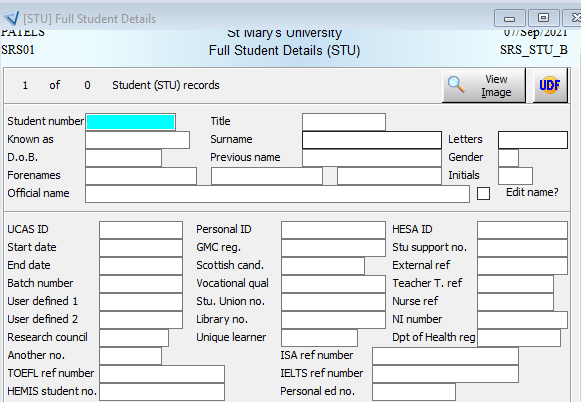 [STU] Full Student Details
PATELS St Mary's University 07/Sep/2021
SRS01 Full Student Details (STU) SRS_STU_B
1 of 0 Student (STU) records View Image UDF
Student number Title
Known as Surname Letters
D.o.B. Previous name Gender
Forenames Initials
Official name Edit name?
UCAS ID Personal ID HESA ID
Start date GMC reg. Stu support no.
End date Scottish cand. External ref
Batch number Vocational qual Teacher T. ref
User defined 1 Stu. Union no. Nurse ref
User defined 2 Library no. NI number
Research council Unique learner Dpt of Health reg
Another no. ISA ref number
TOEFL ref number IELTS ref number
HEMIS student no. Personal ed no.